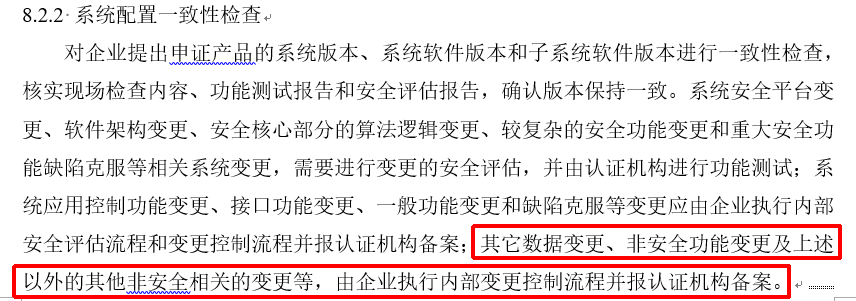 8.2.2 系统配置一致性检查
对企业提出申证产品的系统版本、系统软件版本和子系统软件版本进行一致性检查，
核实现场检查内容、功能测试报告和安全评估报告，确认版本保持一致。系统安全平台变
更、软件架构变更、安全核心部分的算法逻辑变更、较复杂的安全功能变更和重大安全功
能缺陷克服等相关系统变更，需要进行变更的安全评估，并由认证机构进行功能测试；系
统应用控制功能变更、接口功能变更、一般功能变更和缺陷克服等变更应由企业执行内部
安全评估流程和变更控制流程并报认证机构备案；其它数据变更、非安全功能变更及上述
以外的其他非安全相关的变更等，由企业执行内部变更控制流程并报认证机构备案。